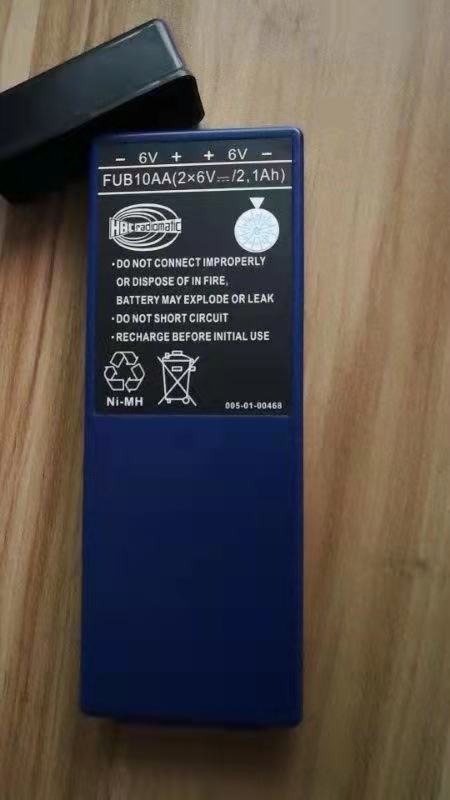 − 6V + + 6V −
FUB10AA(2×6V⎓/2,1Ah)
HBC radiomatic
·DO NOT CONNECT IMPROPERLY
OR DISPOSE OF IN FIRE,
BATTERY MAY EXPLODE OR LEAK
·DO NOT SHORT CIRCUIT
·RECHARGE BEFORE INITIAL USE
Ni-MH
005-01-00468